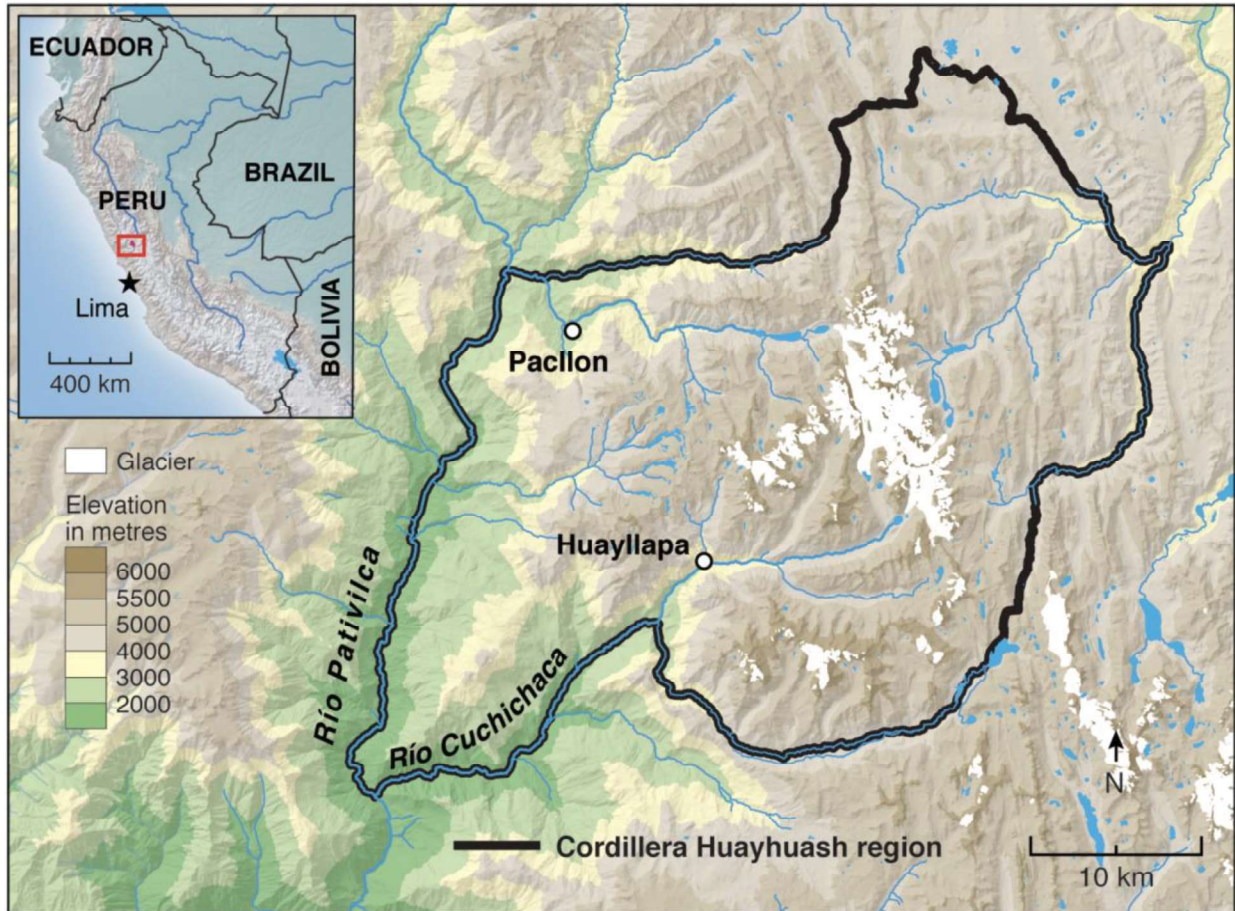 ECUADOR
BRAZIL
PERU
Lima
BOLIVIA
400 km
Glacier
Elevation
in metres
6000
5500
5000
4000
3000
2000
Pacllon
Huayllapa
Río Pativilca
Río Cuchichaca
N
Cordillera Huayhuash region
10 km